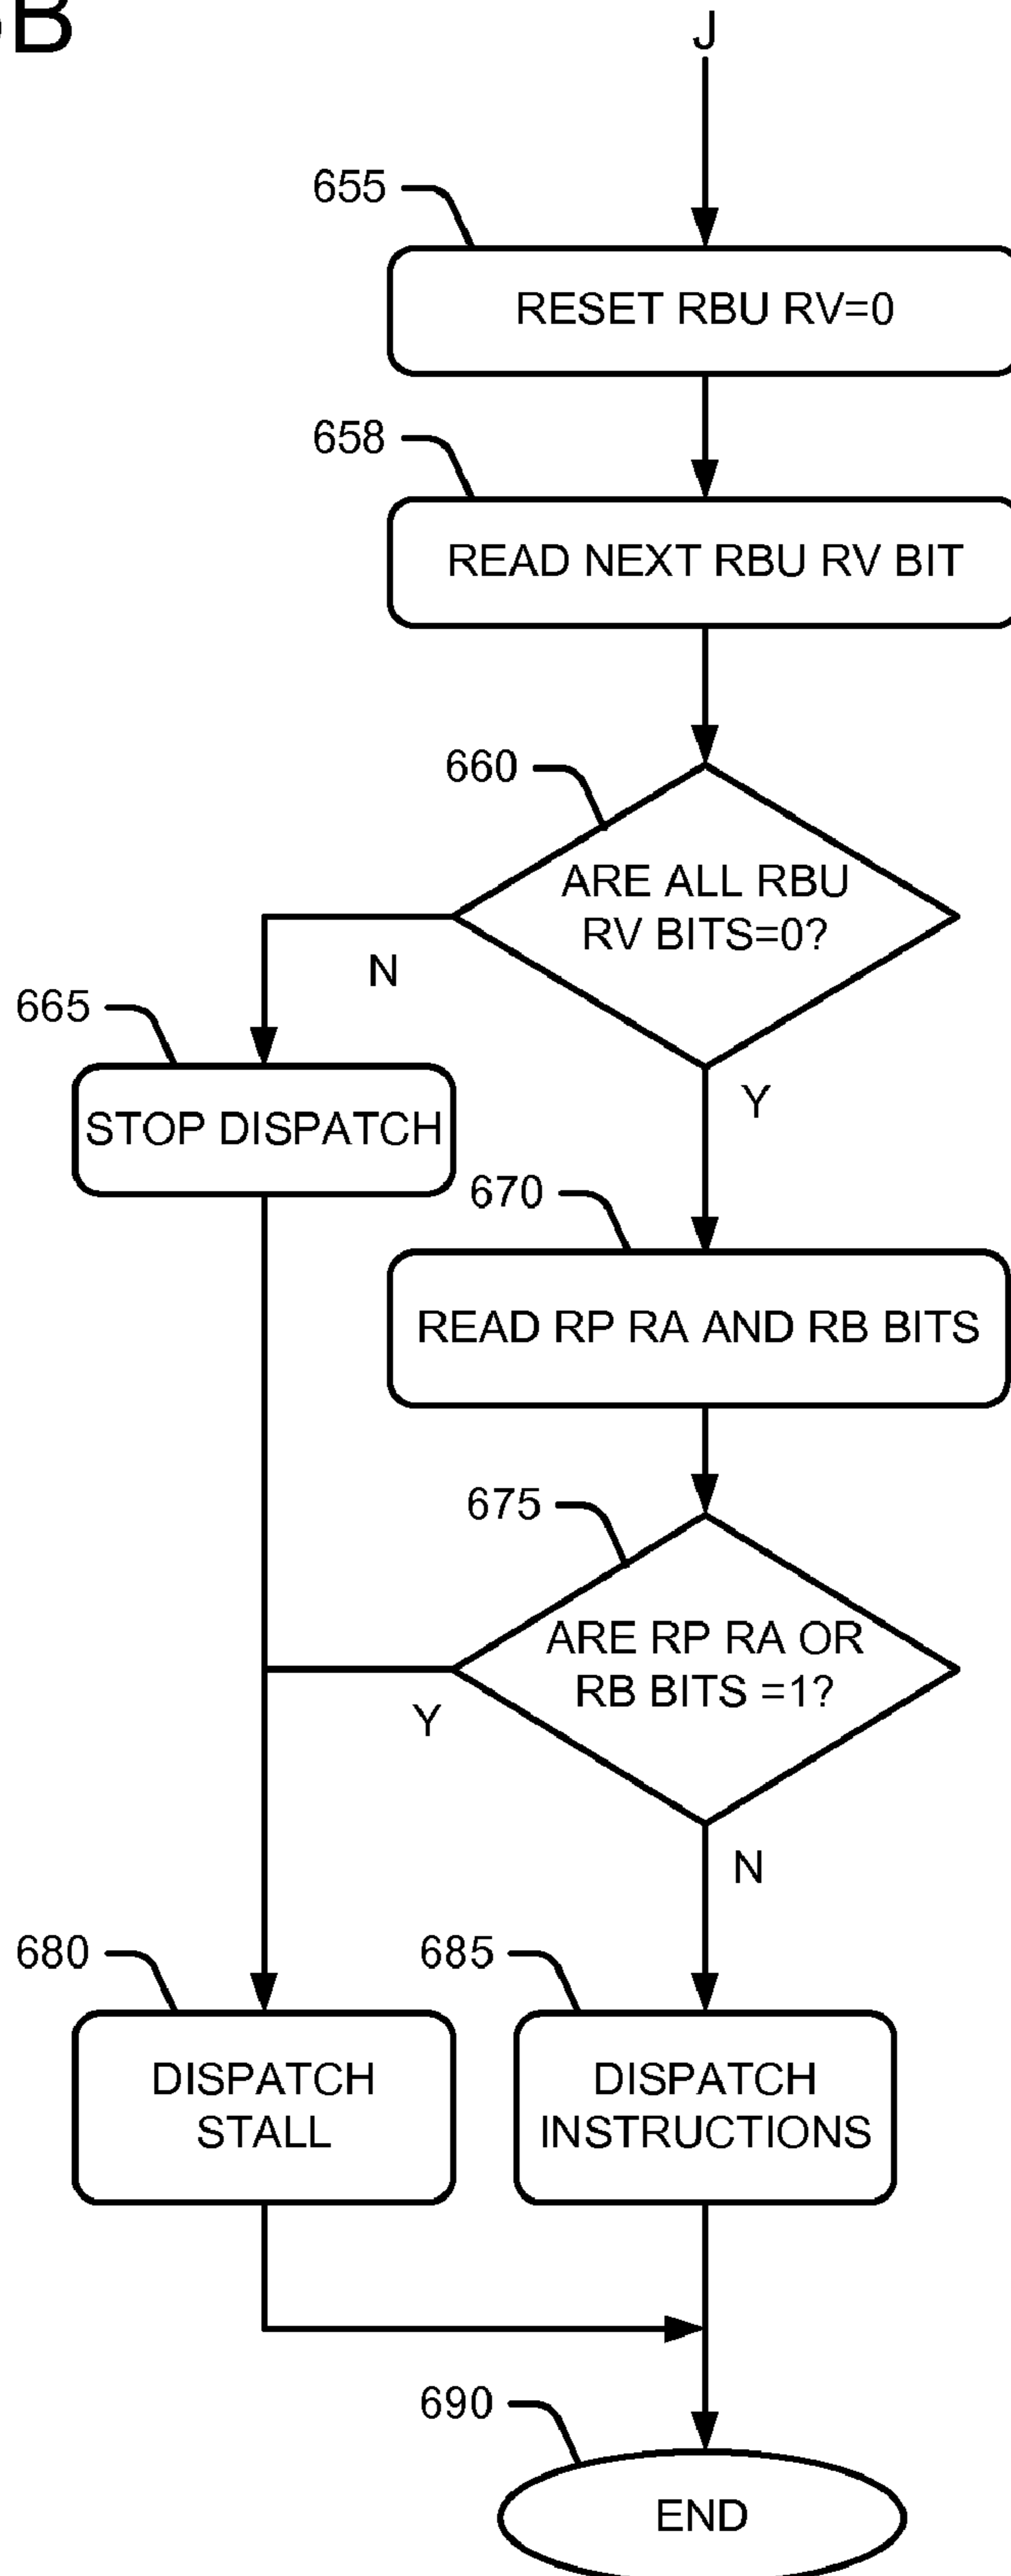 B
J
655
RESET RBU RV=0
658
READ NEXT RBU RV BIT
660
ARE ALL RBU
RV BITS=0?
N
665
STOP DISPATCH
Y
670
READ RP RA AND RB BITS
675
ARE RP RA OR
RB BITS =1?
Y
N
680
685
DISPATCH
STALL
DISPATCH
INSTRUCTIONS
690
END